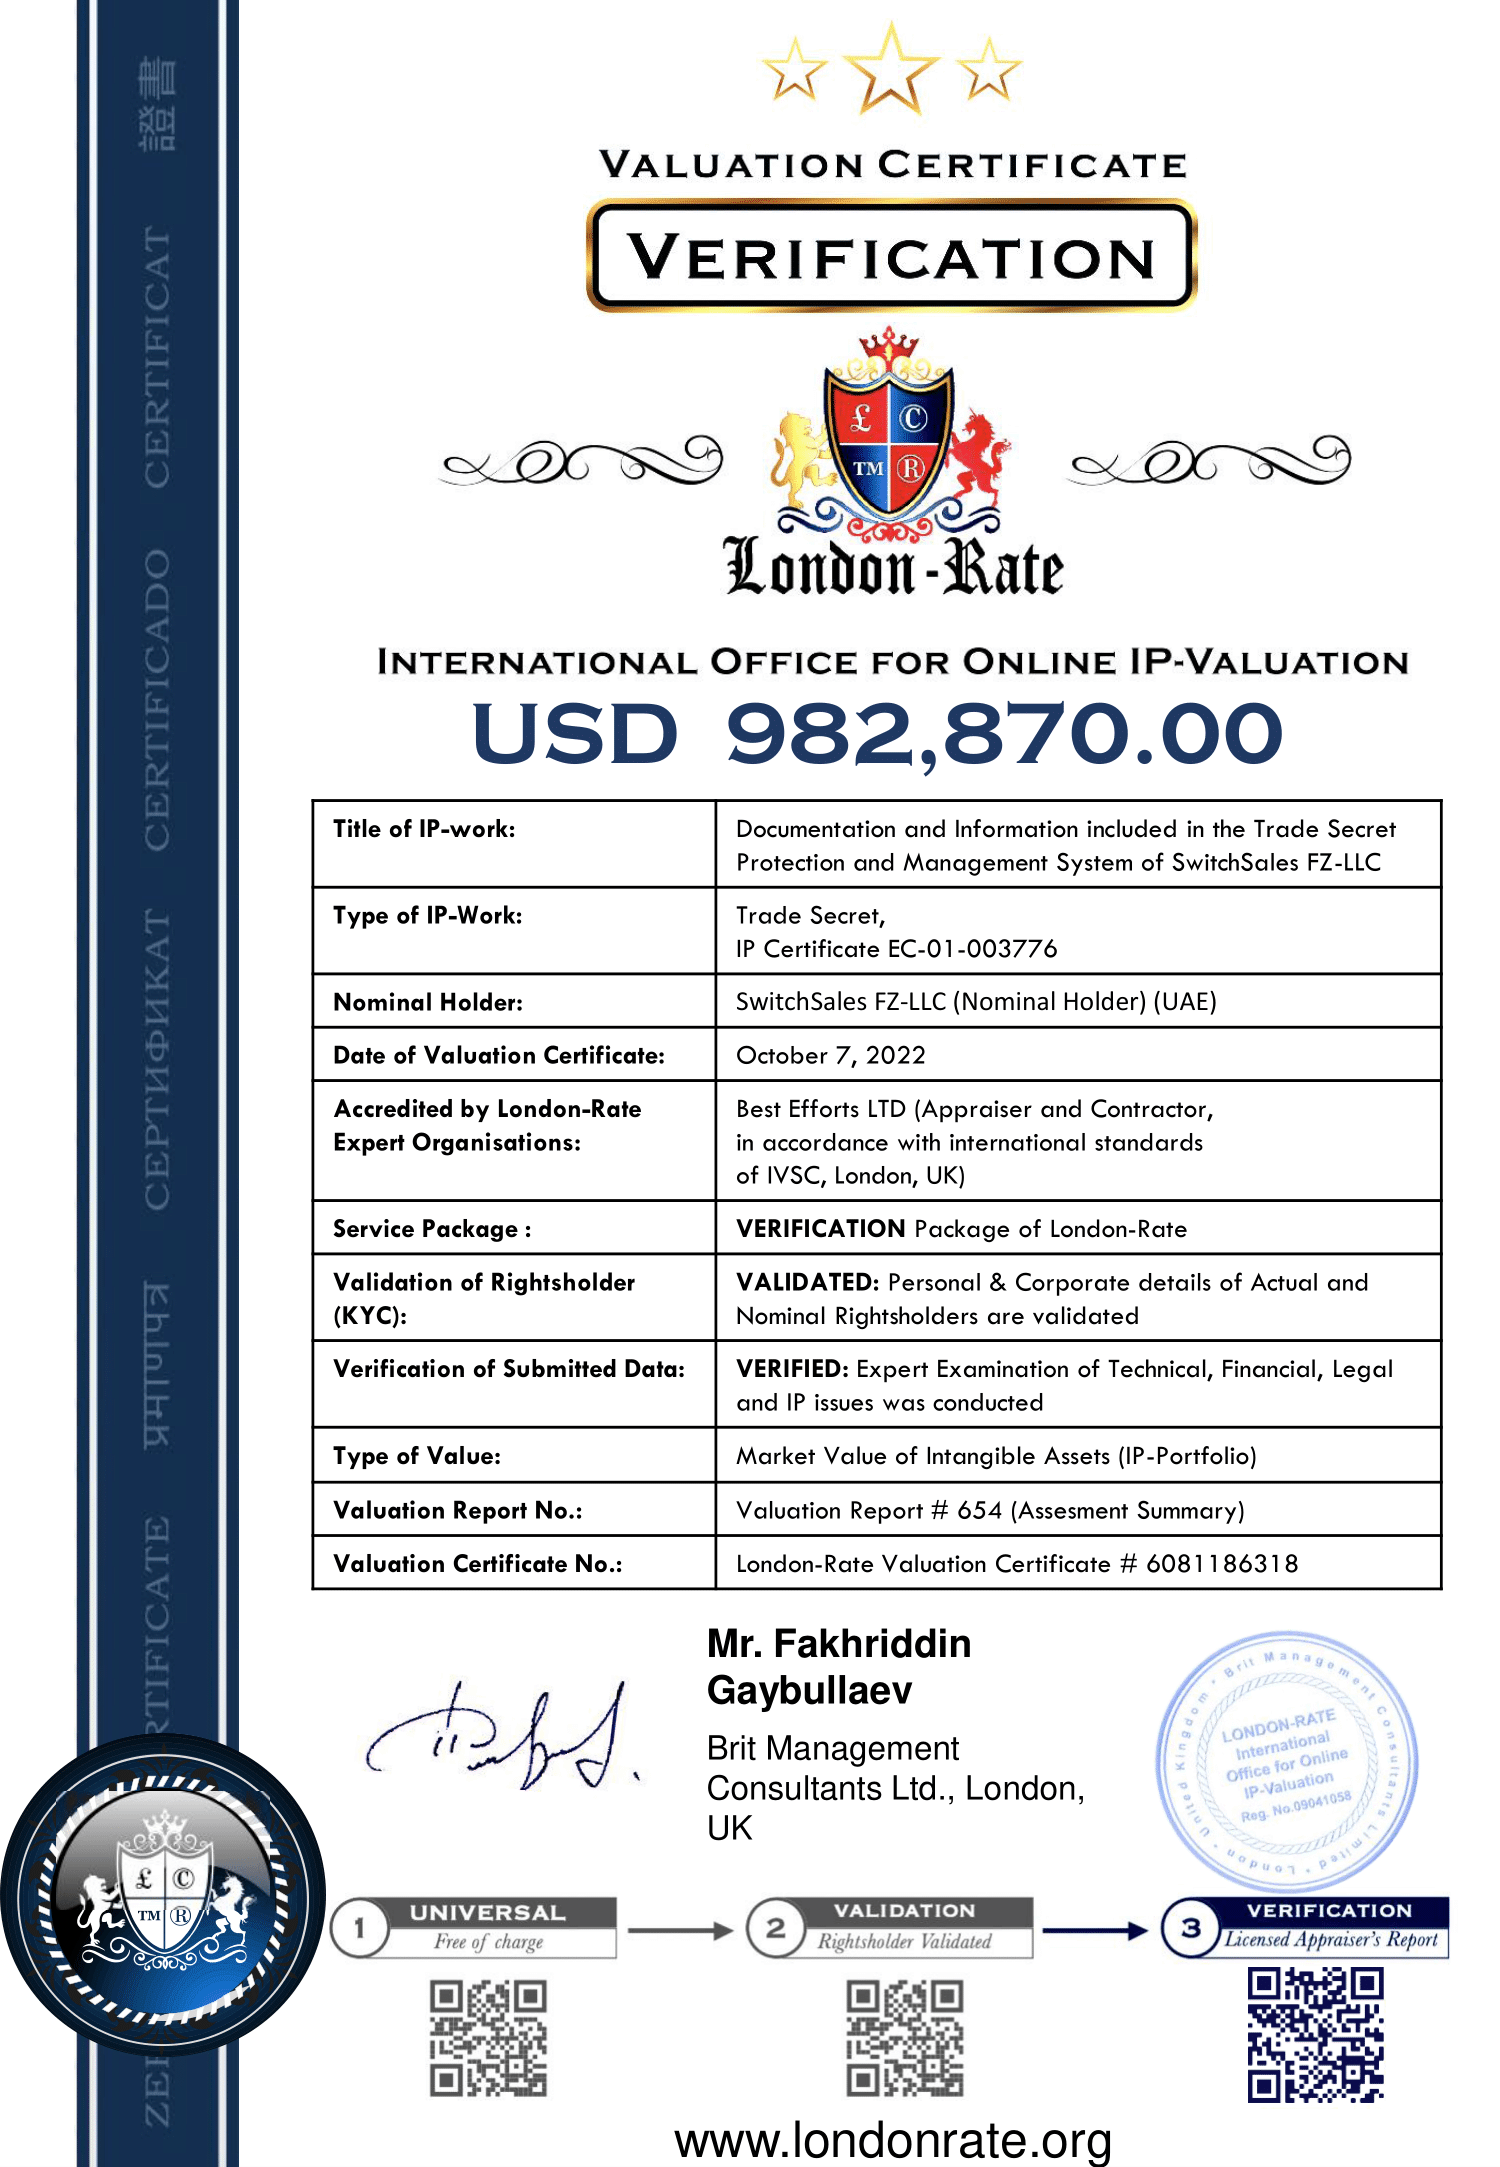 VALUATION CERTIFICATE
VERIFICATION
£ ©
TM ®
London-Rate
INTERNATIONAL OFFICE FOR ONLINE IP-VALUATION
USD 982,870.00
Title of IP-work:
Documentation and Information included in the Trade Secret
Protection and Management System of SwitchSales FZ-LLC
Type of IP-Work:
Trade Secret,
IP Certificate EC-01-003776
Nominal Holder:
SwitchSales FZ-LLC (Nominal Holder) (UAE)
Date of Valuation Certificate:
October 7, 2022
Accredited by London-Rate
Expert Organisations:
Best Efforts LTD (Appraiser and Contractor,
in accordance with international standards
of IVSC, London, UK)
Service Package :
VERIFICATION Package of London-Rate
Validation of Rightsholder
(KYC):
VALIDATED: Personal & Corporate details of Actual and
Nominal Rightsholders are validated
Verification of Submitted Data:
VERIFIED: Expert Examination of Technical, Financial, Legal
and IP issues was conducted
Type of Value:
Market Value of Intangible Assets (IP-Portfolio)
Valuation Report No.:
Valuation Report # 654 (Assesment Summary)
Valuation Certificate No.:
London-Rate Valuation Certificate # 6081186318
Mr. Fakhriddin
Gaybullaev
Brit Management
Consultants Ltd., London,
UK
Brit Management Consultants Limited • London • United Kingdom •
LONDON-RATE
International
Office for Online
IP-Valuation
Reg. No.09041058
1 UNIVERSAL
Free of charge
2 VALIDATION
Rightsholder Validated
3 VERIFICATION
Licensed Appraiser's Report
www.londonrate.org
ZER
RTIFICATE प्रमाणपत्र СЕРТИФИКАТ CERTIFICADO CERTIFICAT 證書
£ ©
TM ®